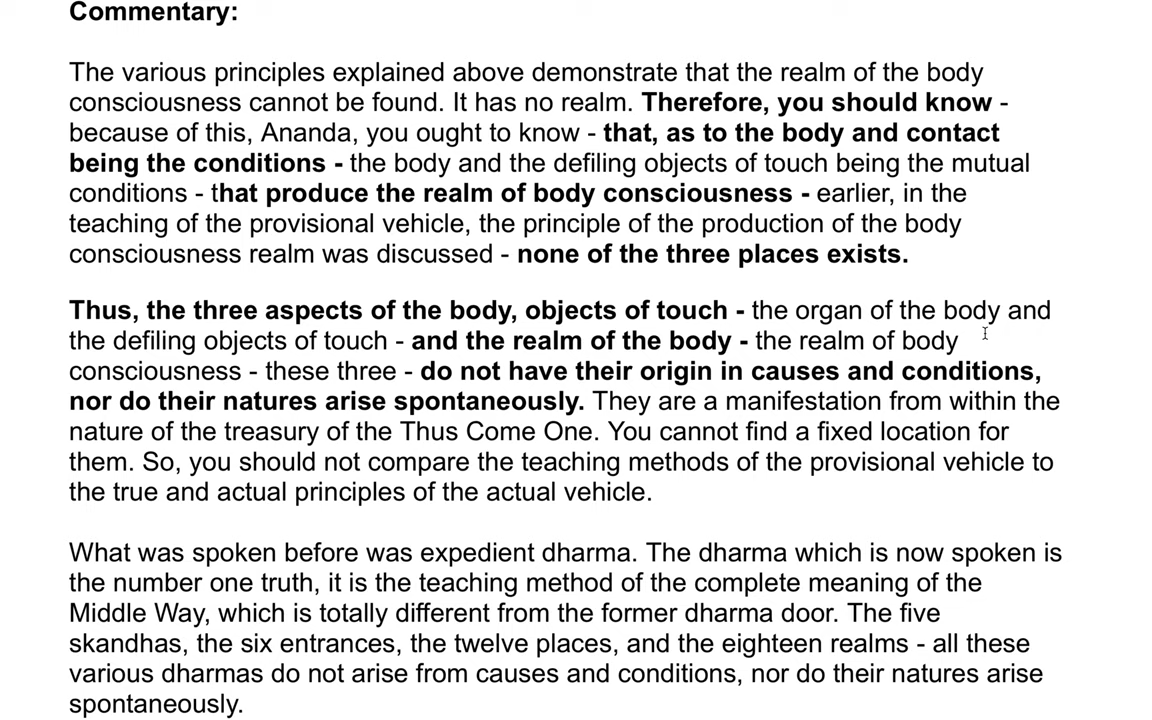 Commentary:
The various principles explained above demonstrate that the realm of the body
consciousness cannot be found. It has no realm. Therefore, you should know -
because of this, Ananda, you ought to know - that, as to the body and contact
being the conditions - the body and the defiling objects of touch being the mutual
conditions - that produce the realm of body consciousness - earlier, in the
teaching of the provisional vehicle, the principle of the production of the body
consciousness realm was discussed - none of the three places exists.
Thus, the three aspects of the body, objects of touch - the organ of the body and
the defiling objects of touch - and the realm of the body - the realm of body
consciousness - these three - do not have their origin in causes and conditions,
nor do their natures arise spontaneously. They are a manifestation from within the
nature of the treasury of the Thus Come One. You cannot find a fixed location for
them. So, you should not compare the teaching methods of the provisional vehicle to
the true and actual principles of the actual vehicle.
What was spoken before was expedient dharma. The dharma which is now spoken is
the number one truth, it is the teaching method of the complete meaning of the
Middle Way, which is totally different from the former dharma door. The five
skandhas, the six entrances, the twelve places, and the eighteen realms - all these
various dharmas do not arise from causes and conditions, nor do their natures arise
spontaneously.